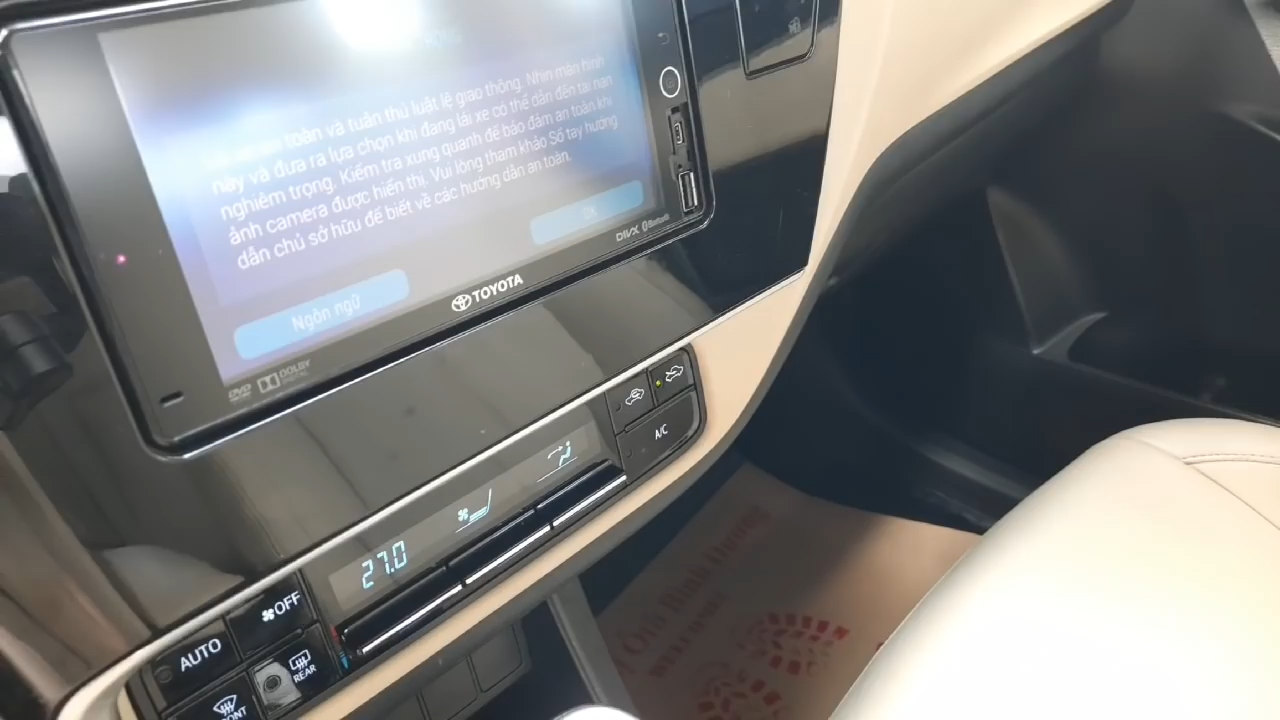 toàn và tuân thủ luật lệ giao thông. Nhìn màn hình
này và đưa ra lựa chọn khi đang lái xe có thể dẫn đến tai nạn
nghiêm trọng. Kiểm tra xung quanh để bảo đảm an toàn khi
ảnh camera được hiển thị. Vui lòng tham khảo Sổ tay hướng
dẫn chủ sở hữu để biết về các hướng dẫn an toàn.
OK
Ngôn ngữ
DIVX Bluetooth
TOYOTA
DVD DOLBY
DIGITAL
A/C
27.0
OFF
AUTO
REAR
FRONT